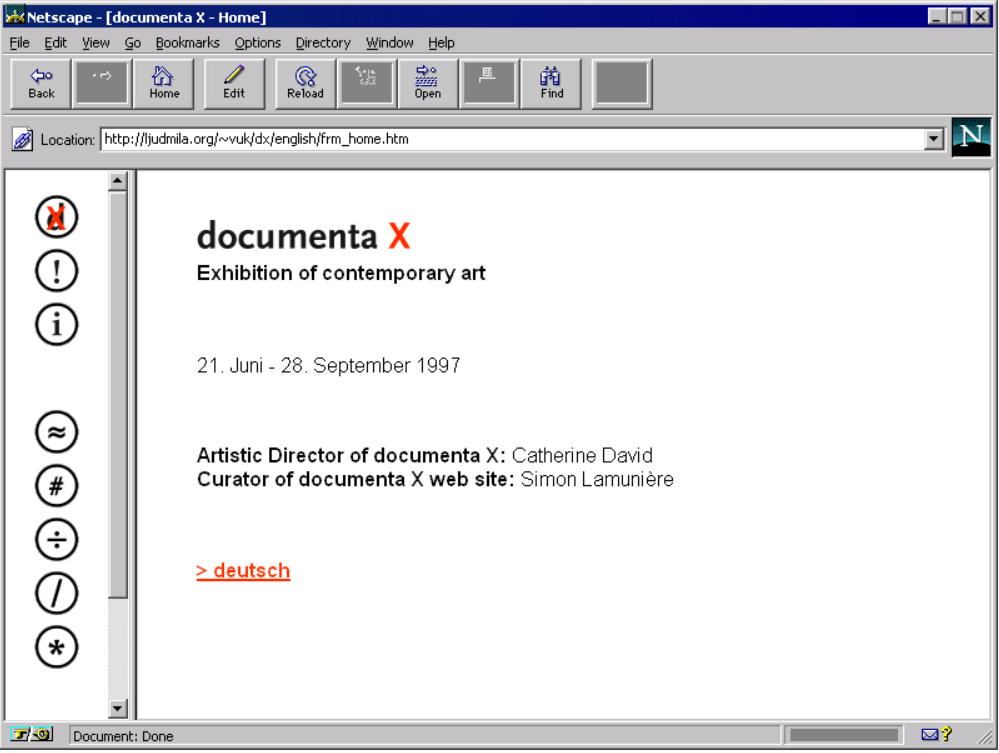 Netscape - [documenta X - Home]
File Edit View Go Bookmarks Options Directory Window Help
Back Home Edit Reload Open Find
Location: http://ljudmila.org/~vuk/dx/english/frm_home.htm
N
d X
!
i
≈
#
÷
/
*
documenta X
Exhibition of contemporary art
21. Juni - 28. September 1997
Artistic Director of documenta X: Catherine David
Curator of documenta X web site: Simon Lamunière
> deutsch
Document: Done
?